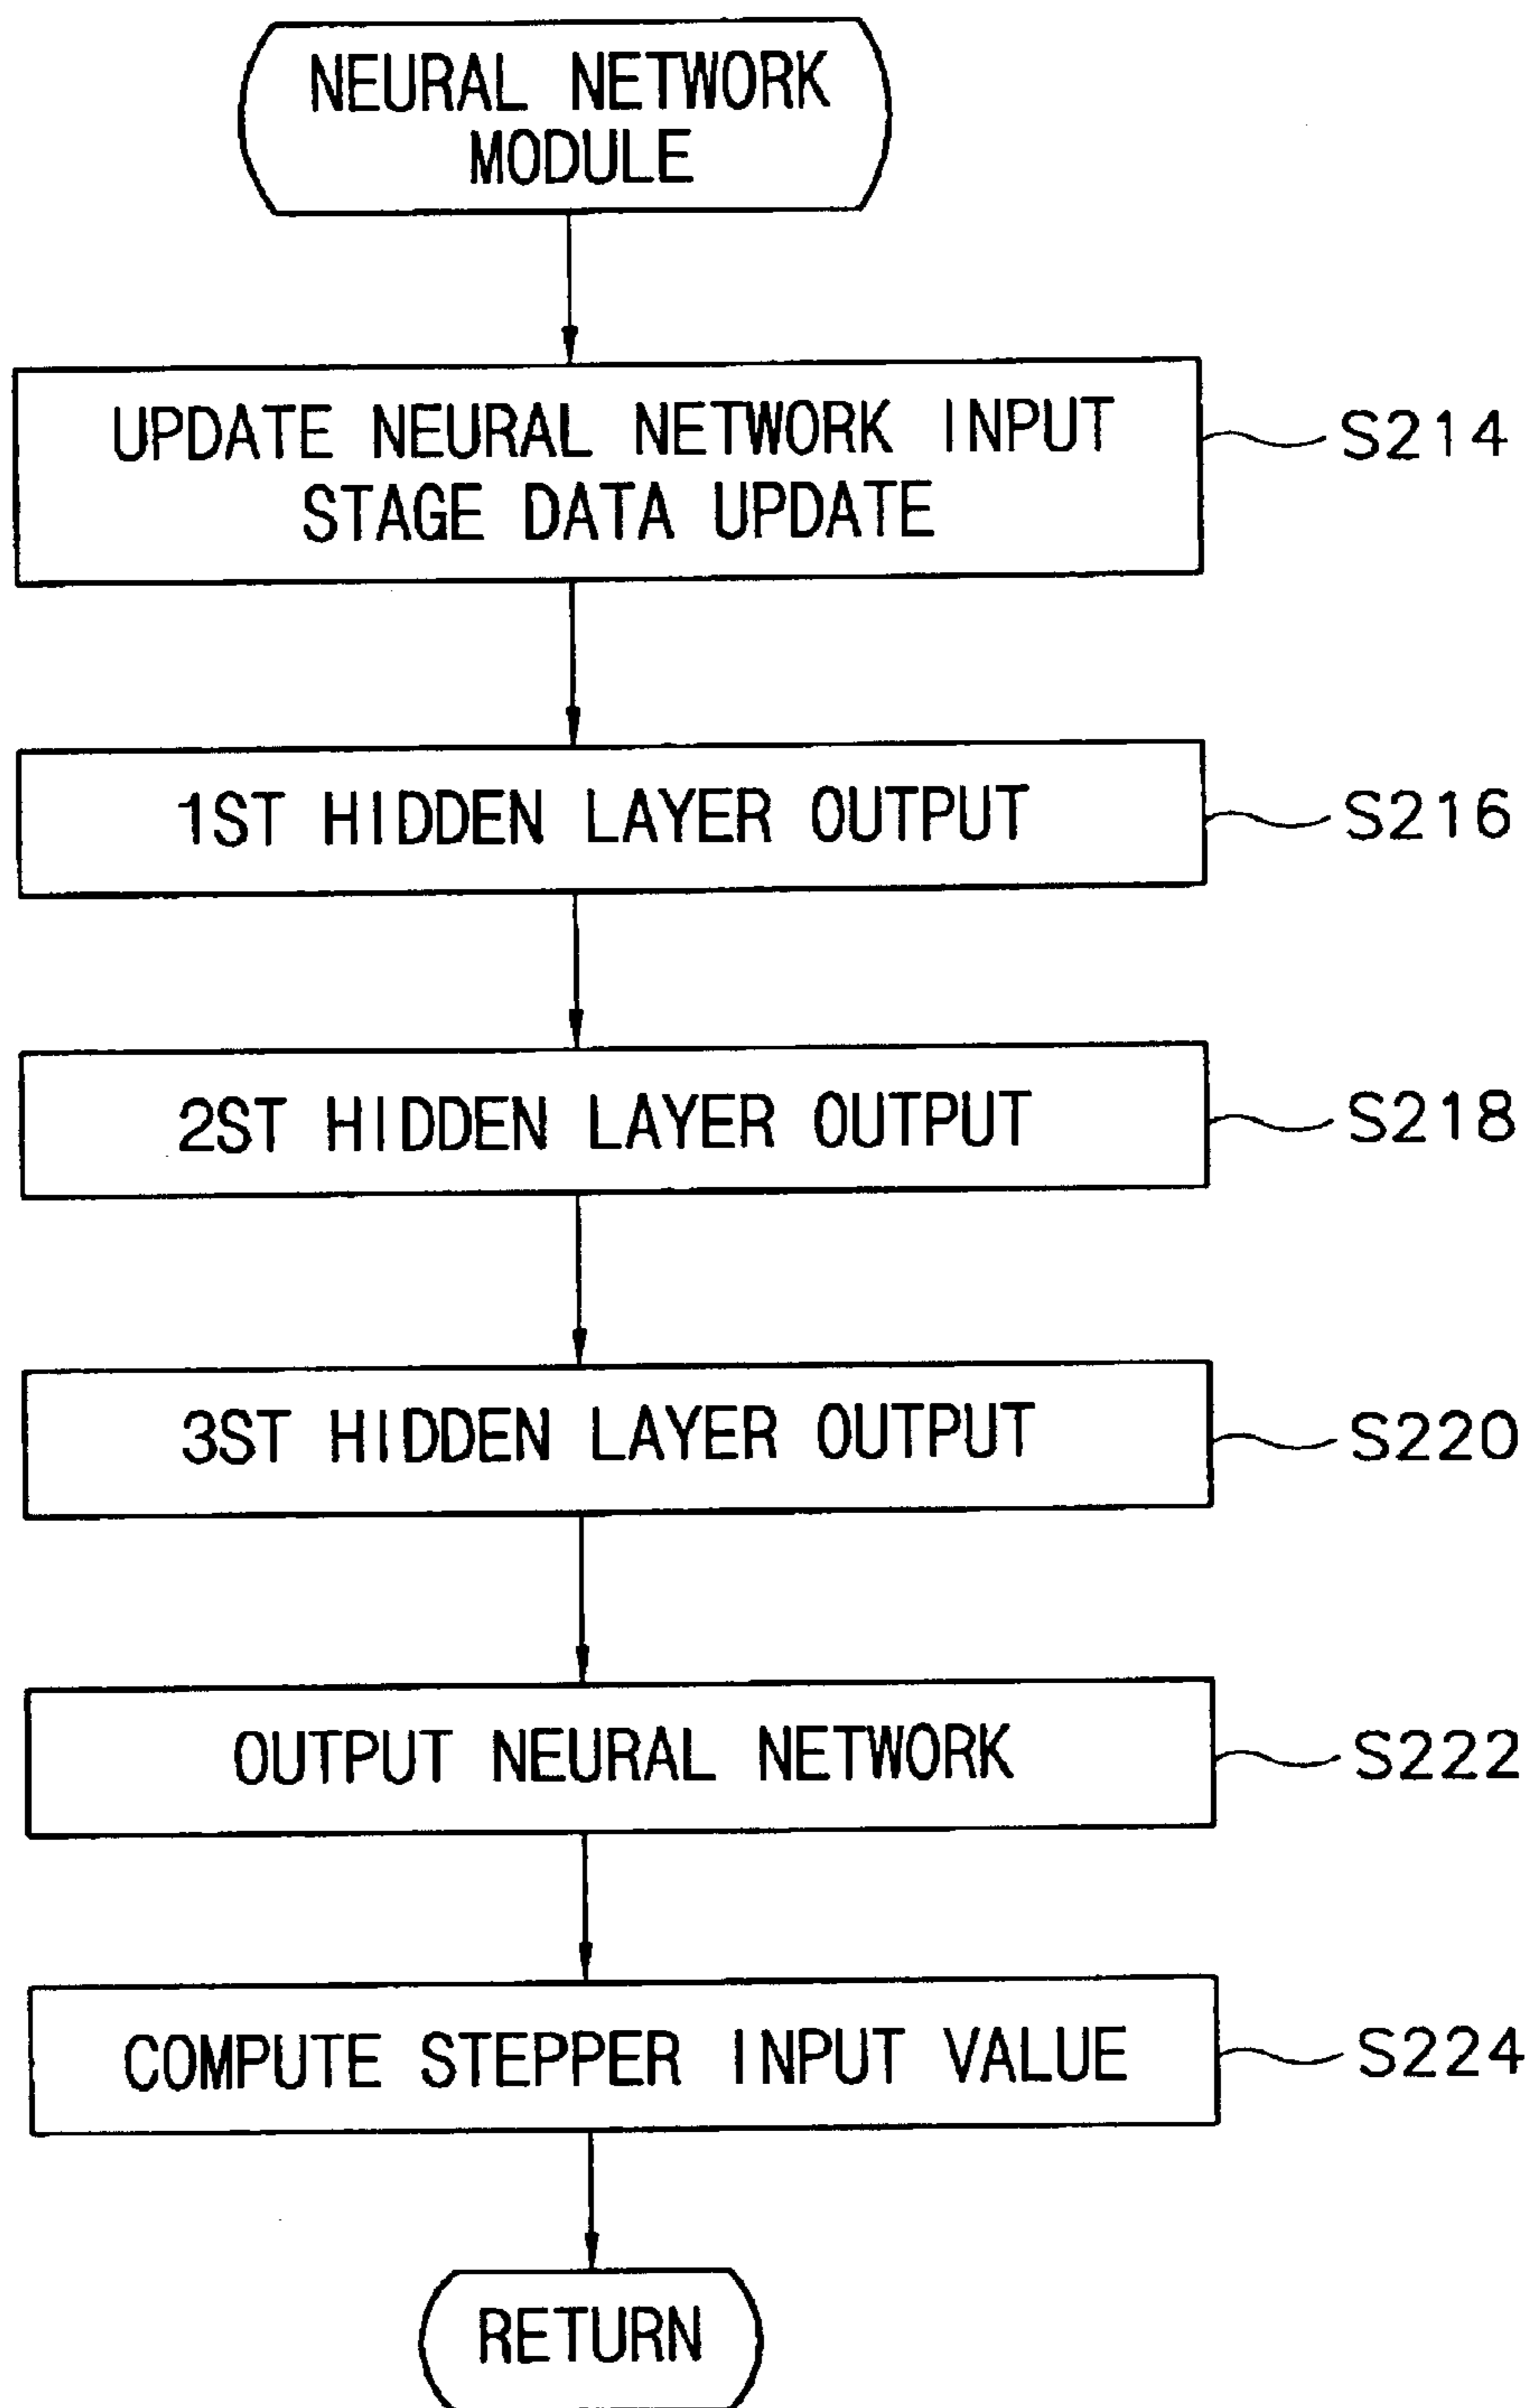 NEURAL NETWORK
MODULE
UPDATE NEURAL NETWORK INPUT
STAGE DATA UPDATE
S214
1ST HIDDEN LAYER OUTPUT
S216
2ST HIDDEN LAYER OUTPUT
S218
3ST HIDDEN LAYER OUTPUT
S220
OUTPUT NEURAL NETWORK
S222
COMPUTE STEPPER INPUT VALUE
S224
RETURN